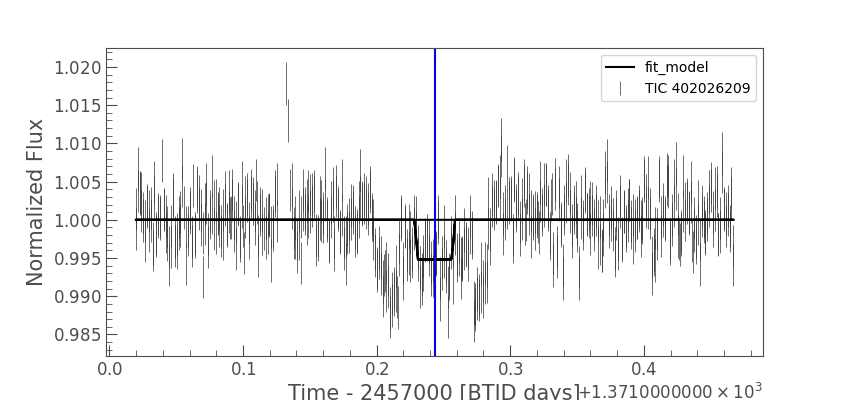 fit_model
TIC 402026209
Normalized Flux
1.020
1.015
1.010
1.005
1.000
0.995
0.990
0.985
0.0 0.1 0.2 0.3 0.4
Time - 2457000 [BTJD days]
+1.3710000000 × 10³